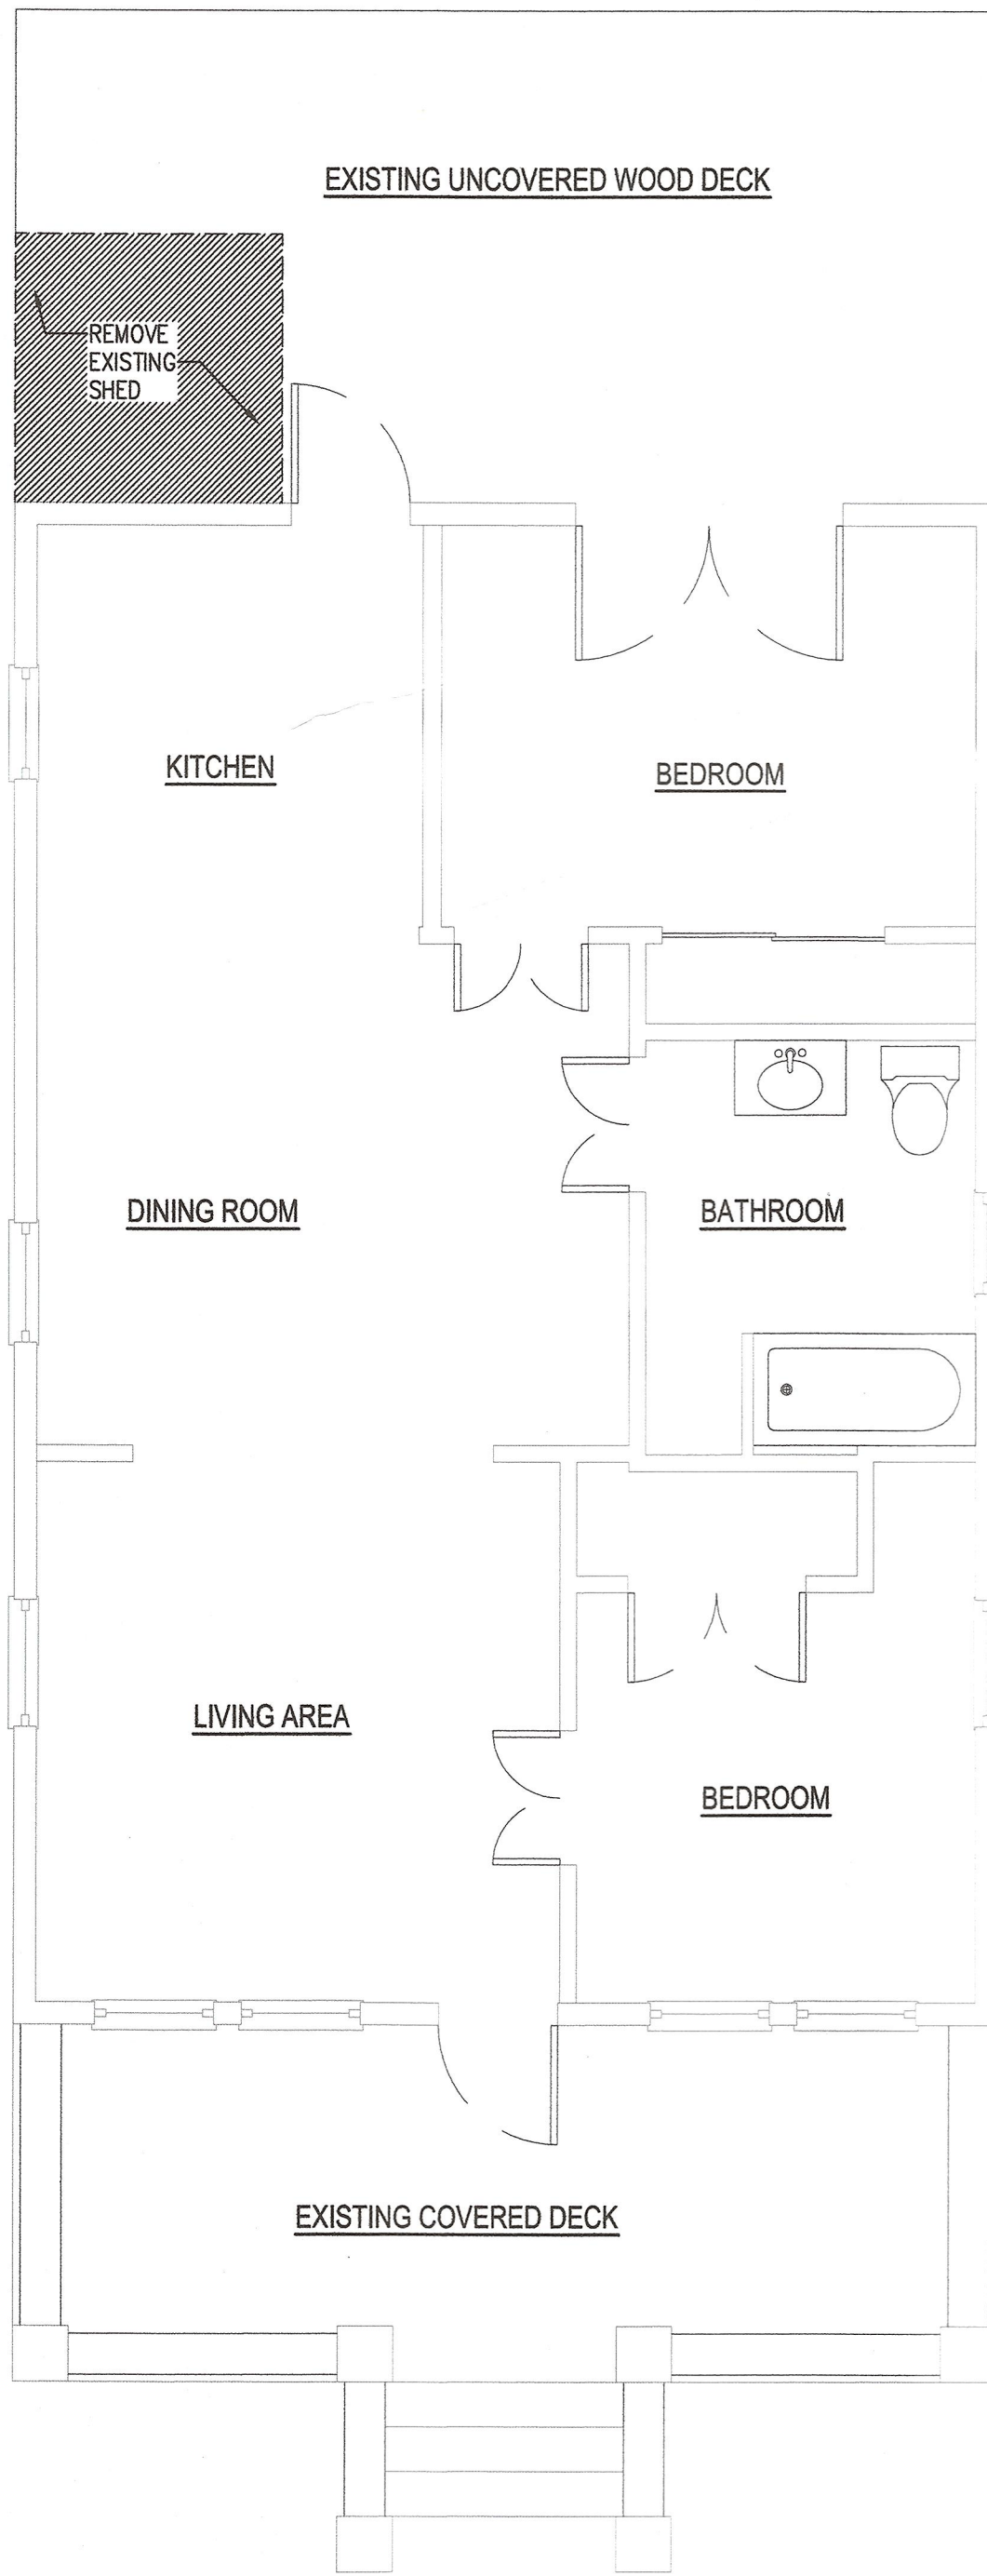 EXISTING UNCOVERED WOOD DECK
REMOVE
EXISTING
SHED
KITCHEN
BEDROOM
DINING ROOM
BATHROOM
LIVING AREA
BEDROOM
EXISTING COVERED DECK